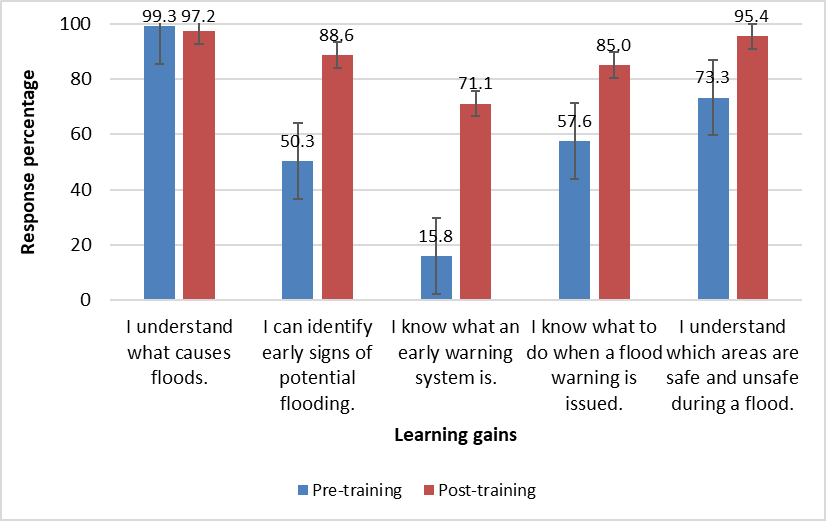 Response percentage
100
80
60
40
20
0
99.3 97.2
50.3
88.6
15.8
71.1
57.6
85.0
73.3
95.4
I understand
what causes
floods.
I can identify
early signs of
potential
flooding.
I know what an
early warning
system is.
I know what to
do when a flood
warning is
issued.
I understand
which areas are
safe and unsafe
during a flood.
Learning gains
Pre-training
Post-training